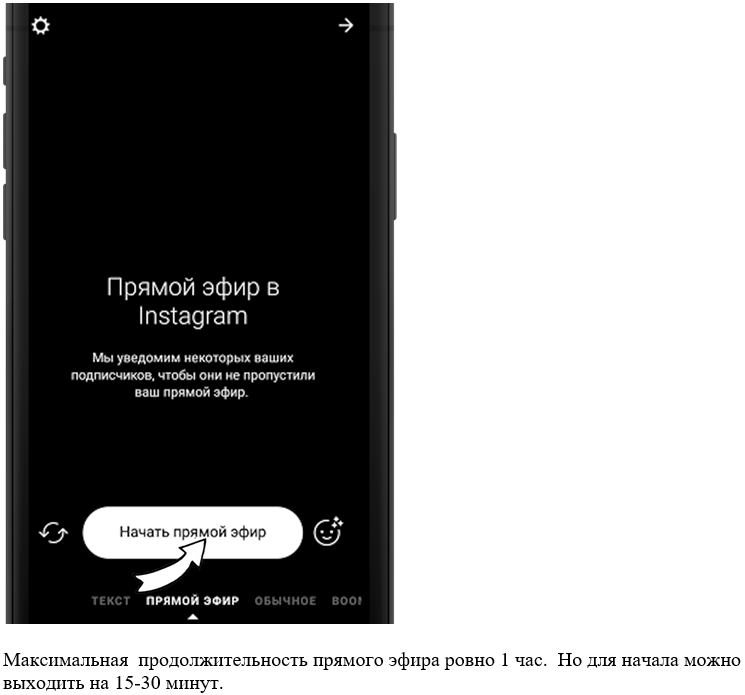 Прямой эфир в
Instagram
Мы уведомим некоторых ваших
подписчиков, чтобы они не пропустили
ваш прямой эфир.
Начать прямой эфир
ТЕКСТ ПРЯМОЙ ЭФИР ОБЫЧНОЕ BOOM
Максимальная продолжительность прямого эфира ровно 1 час. Но для начала можно
выходить на 15-30 минут.